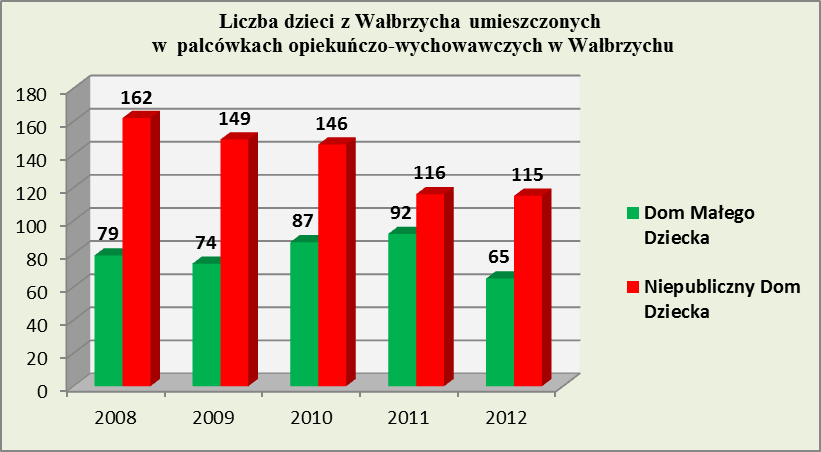 Liczba dzieci z Wałbrzycha umieszczonych
w palcówkach opiekuńczo-wychowawczych w Wałbrzychu
180
160
140
120
100
80
60
40
20
0
162
149
146
116
115
79
74
87
92
65
2008 2009 2010 2011 2012
Dom Małego
Dziecka
Niepubliczny Dom
Dziecka